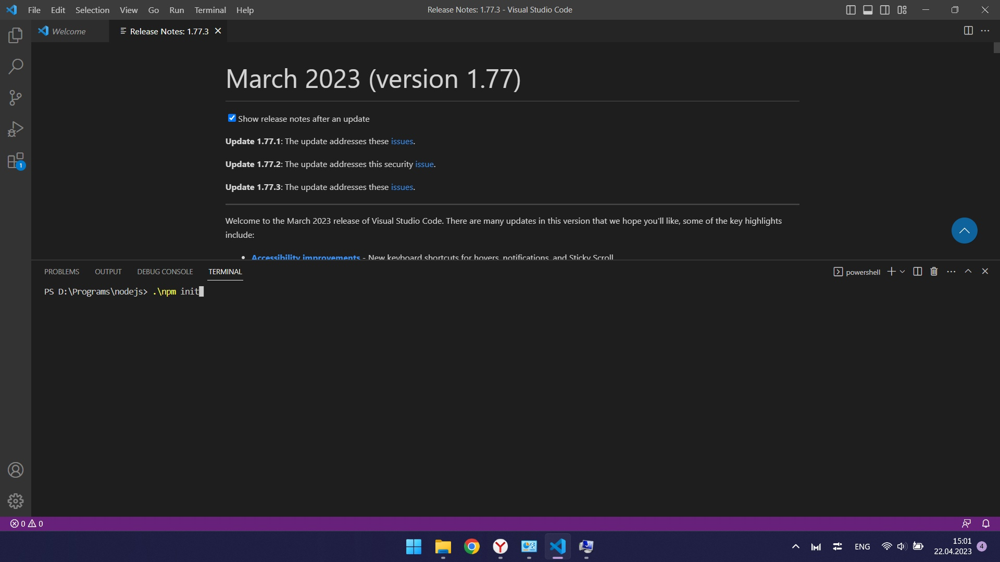 File Edit Selection View Go Run Terminal Help
Release Notes: 1.77.3 - Visual Studio Code
Welcome
Release Notes: 1.77.3
March 2023 (version 1.77)
Show release notes after an update
Update 1.77.1: The update addresses these issues.
Update 1.77.2: The update addresses this security issue.
Update 1.77.3: The update addresses these issues.
Welcome to the March 2023 release of Visual Studio Code. There are many updates in this version that we hope you'll like, some of the key highlights
include:
• Accessibility improvements - New keyboard shortcuts for hovers, notifications, and Sticky Scroll
1
PROBLEMS OUTPUT DEBUG CONSOLE TERMINAL
powershell
PS D:\Programs\nodejs> .\npm init
0 0
ENG
15:01
22.04.2023
4